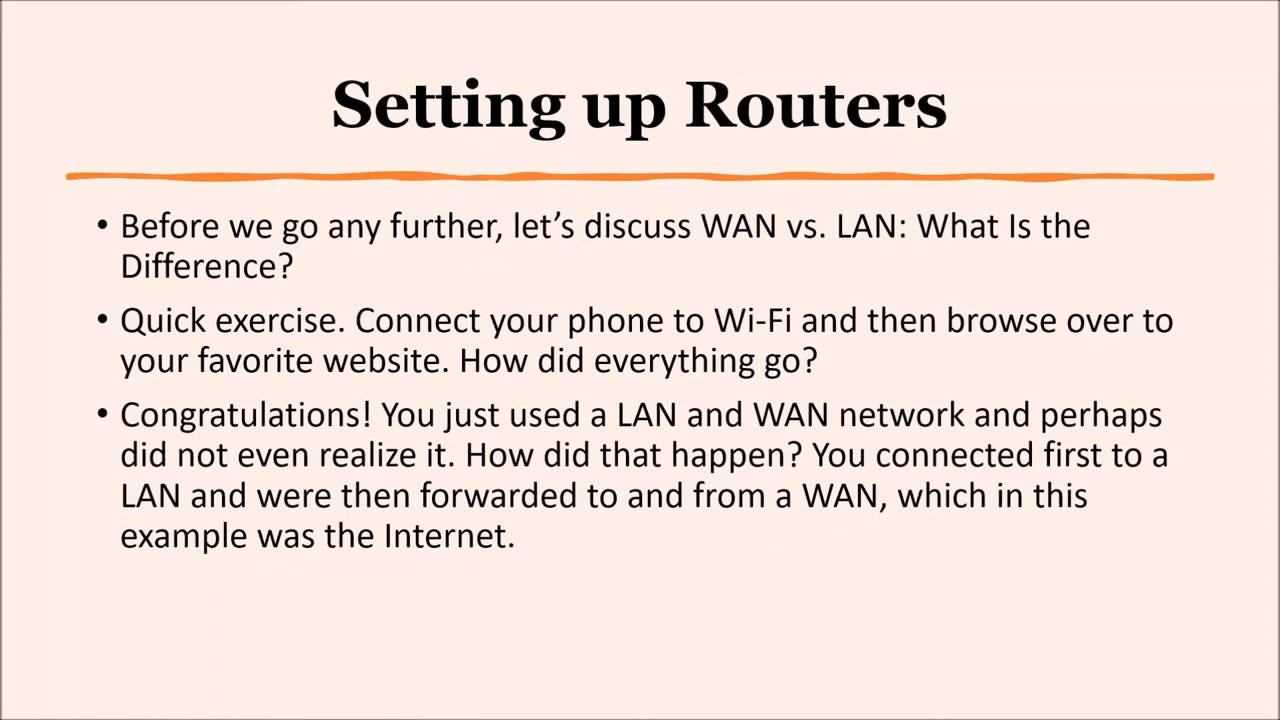 Setting up Routers
• Before we go any further, let’s discuss WAN vs. LAN: What Is the
Difference?
• Quick exercise. Connect your phone to Wi-Fi and then browse over to
your favorite website. How did everything go?
• Congratulations! You just used a LAN and WAN network and perhaps
did not even realize it. How did that happen? You connected first to a
LAN and were then forwarded to and from a WAN, which in this
example was the Internet.